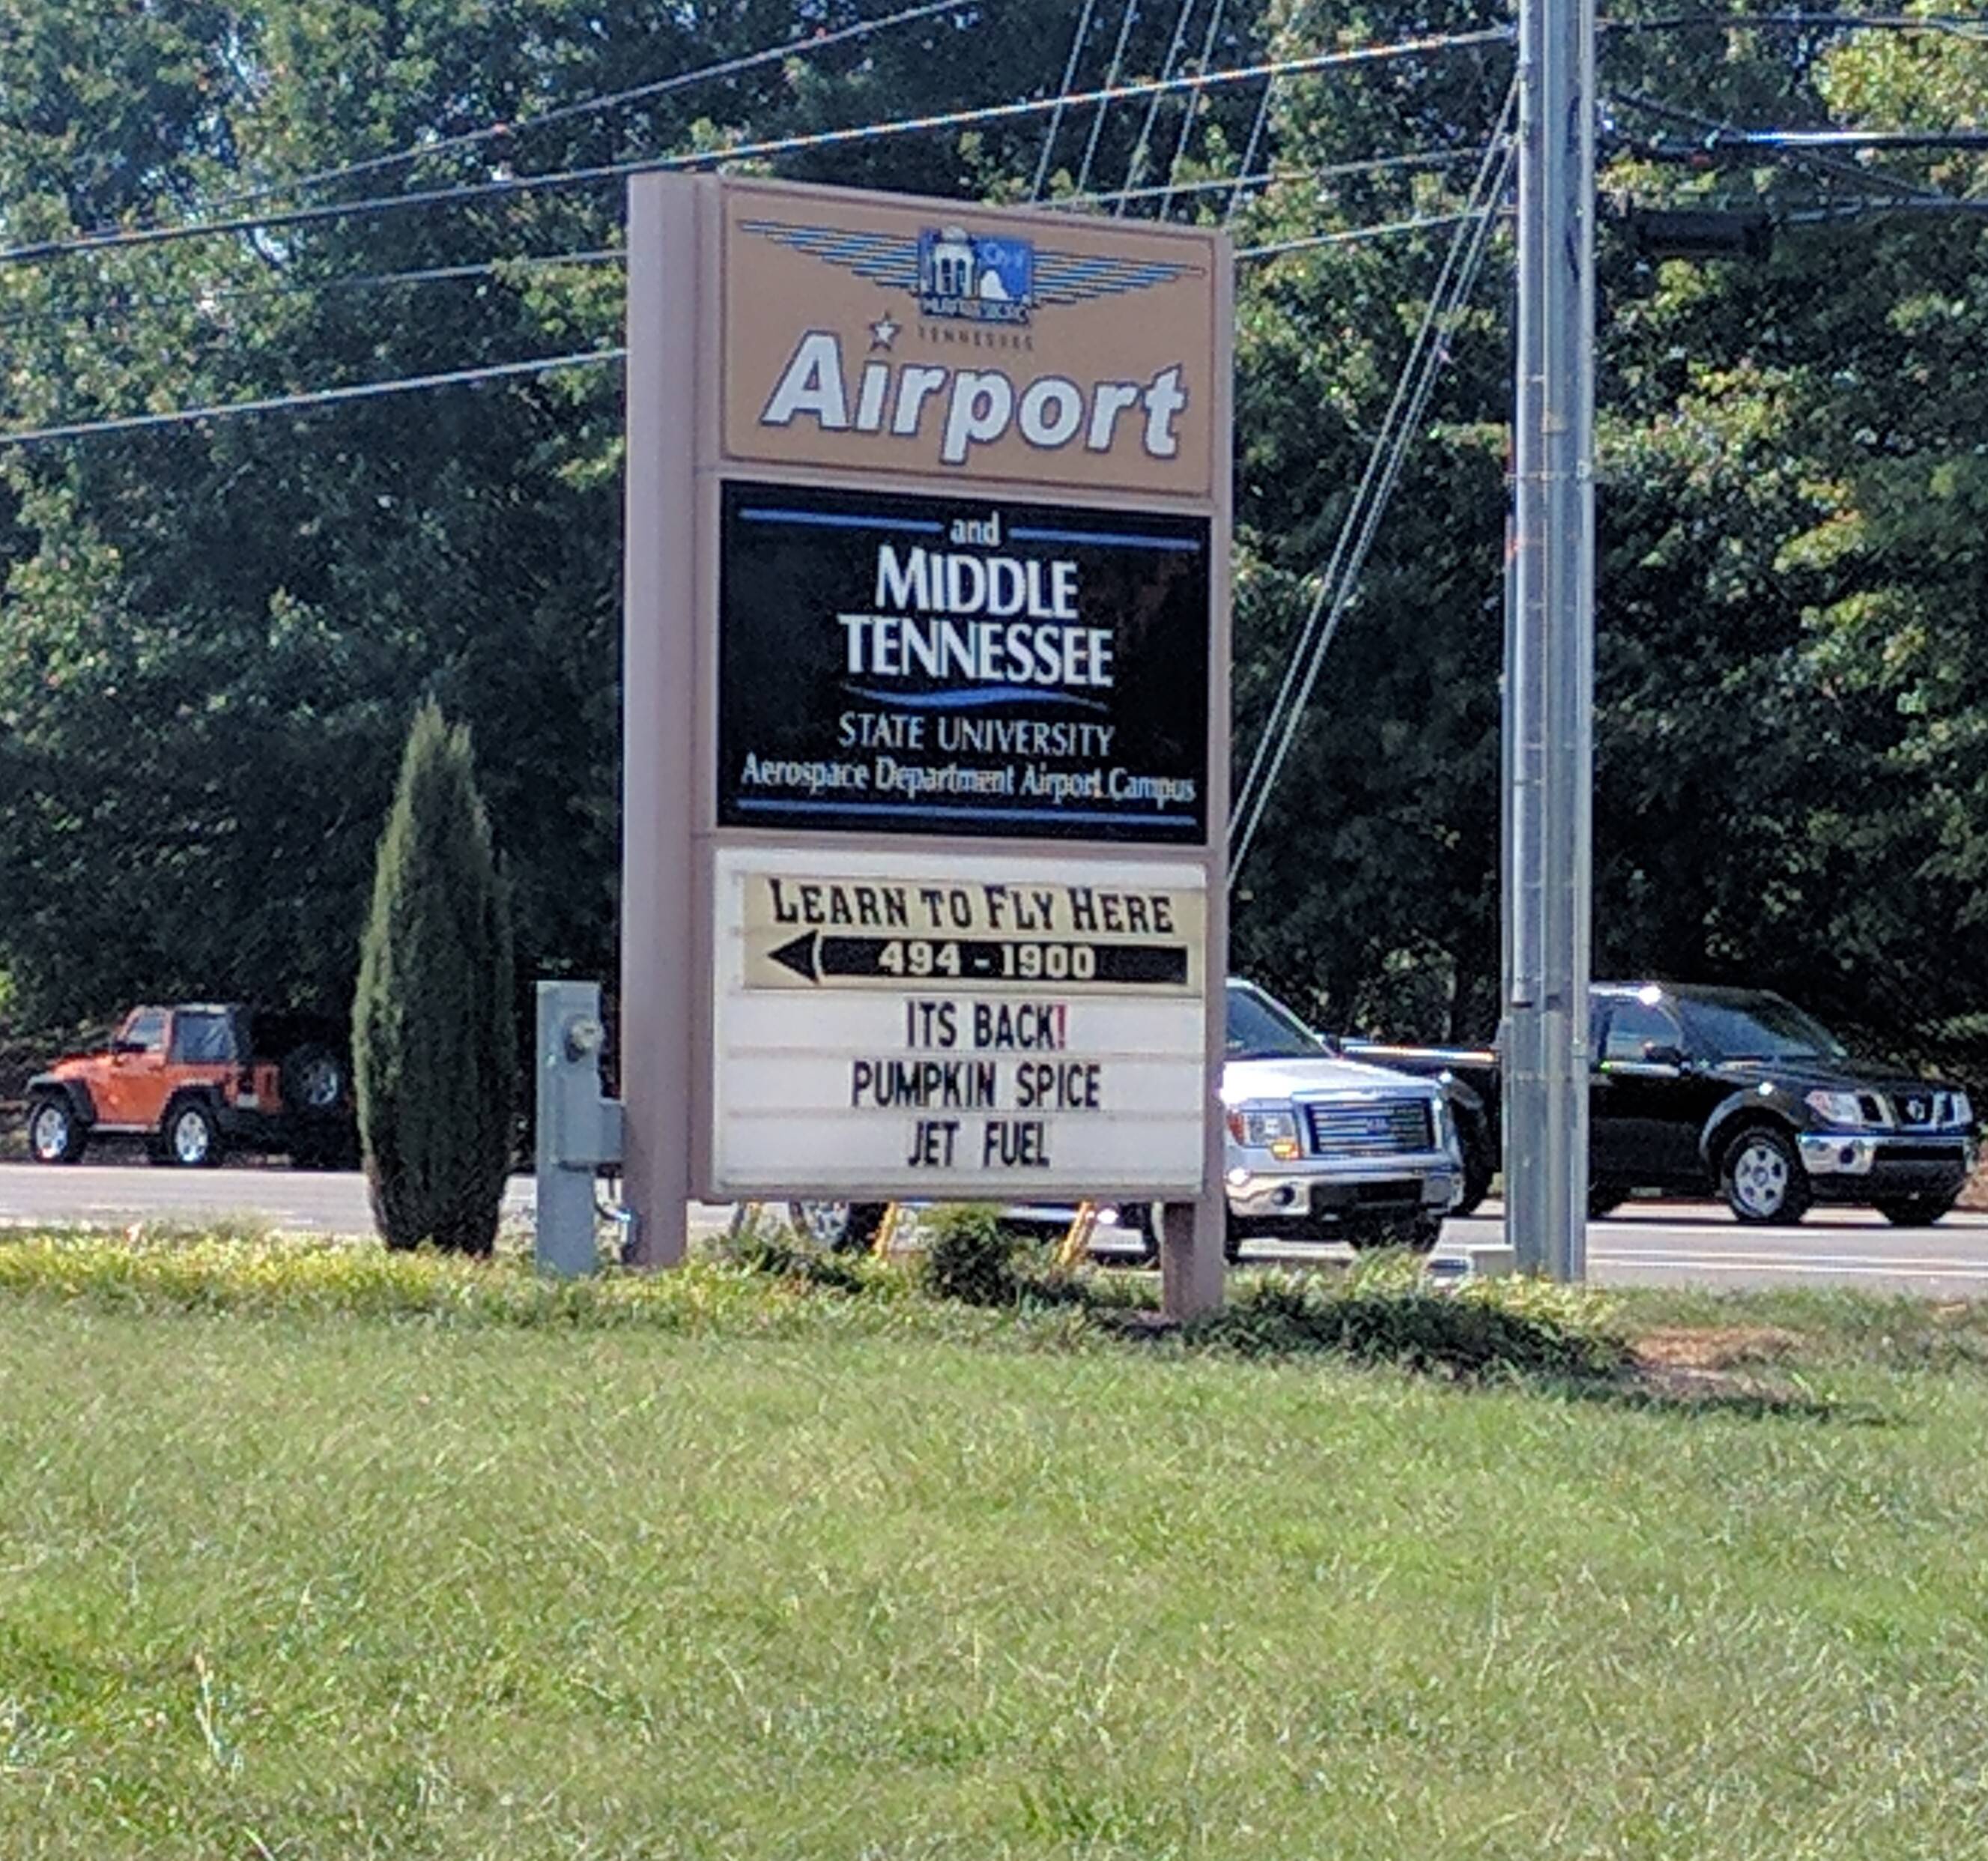 TENNESSEE
Airport
and
MIDDLE
TENNESSEE
STATE UNIVERSITY
Aerospace Department Airport Campus
LEARN TO FLY HERE
494 - 1900
ITS BACK!
PUMPKIN SPICE
JET FUEL